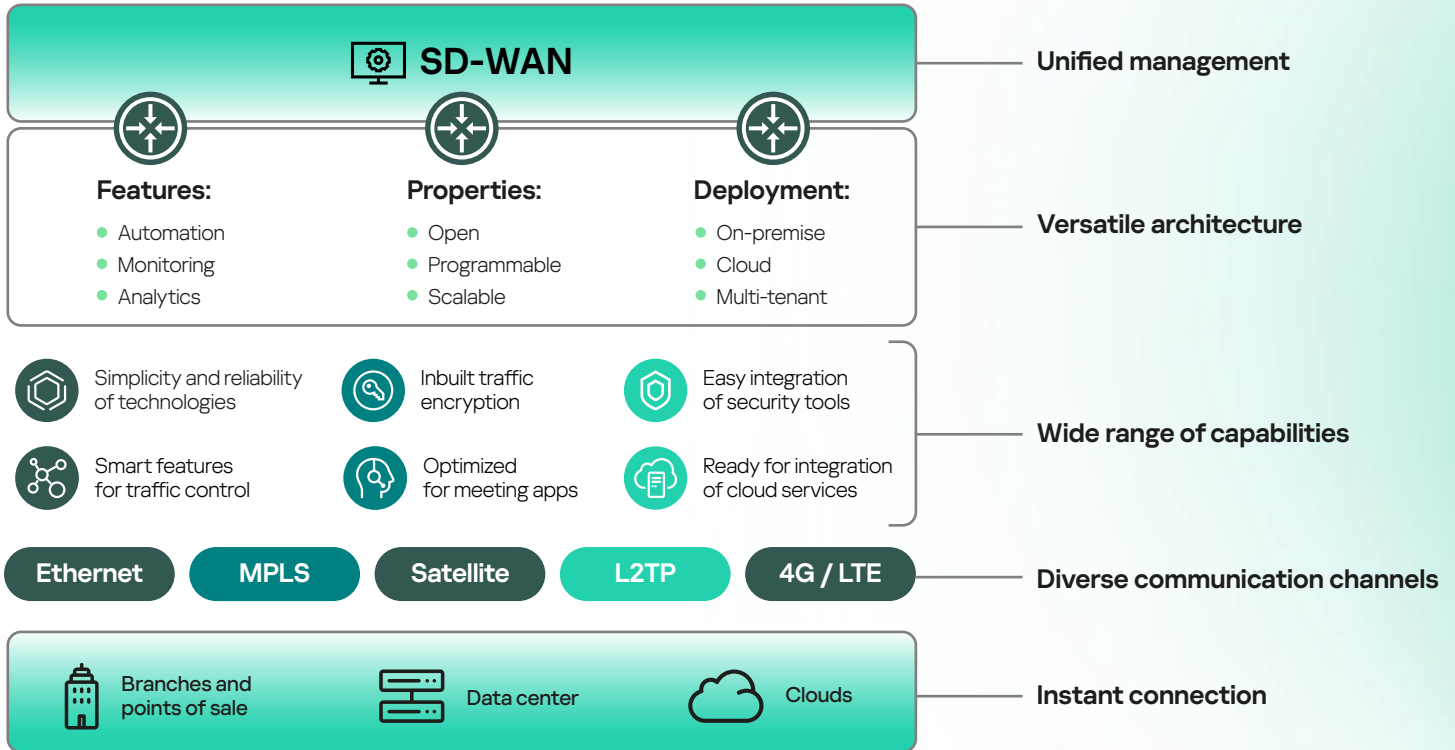 SD-WAN
Unified management
Features:
Automation
Monitoring
Analytics
Properties:
Open
Programmable
Scalable
Deployment:
On-premise
Cloud
Multi-tenant
Versatile architecture
Simplicity and reliability
of technologies
Inbuilt traffic
encryption
Easy integration
of security tools
Smart features
for traffic control
Optimized
for meeting apps
Ready for integration
of cloud services
Wide range of capabilities
Ethernet
MPLS
Satellite
L2TP
4G / LTE
Diverse communication channels
Branches and
points of sale
Data center
Clouds
Instant connection